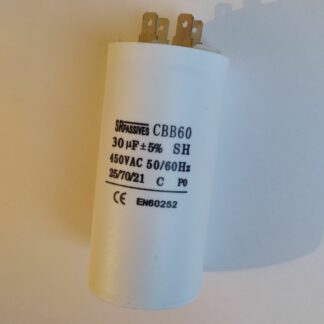 SRPASSIVES CBB60
30 µF ± 5% SH
450VAC 50/60Hz
25/70/21 C P0
CE EN60252